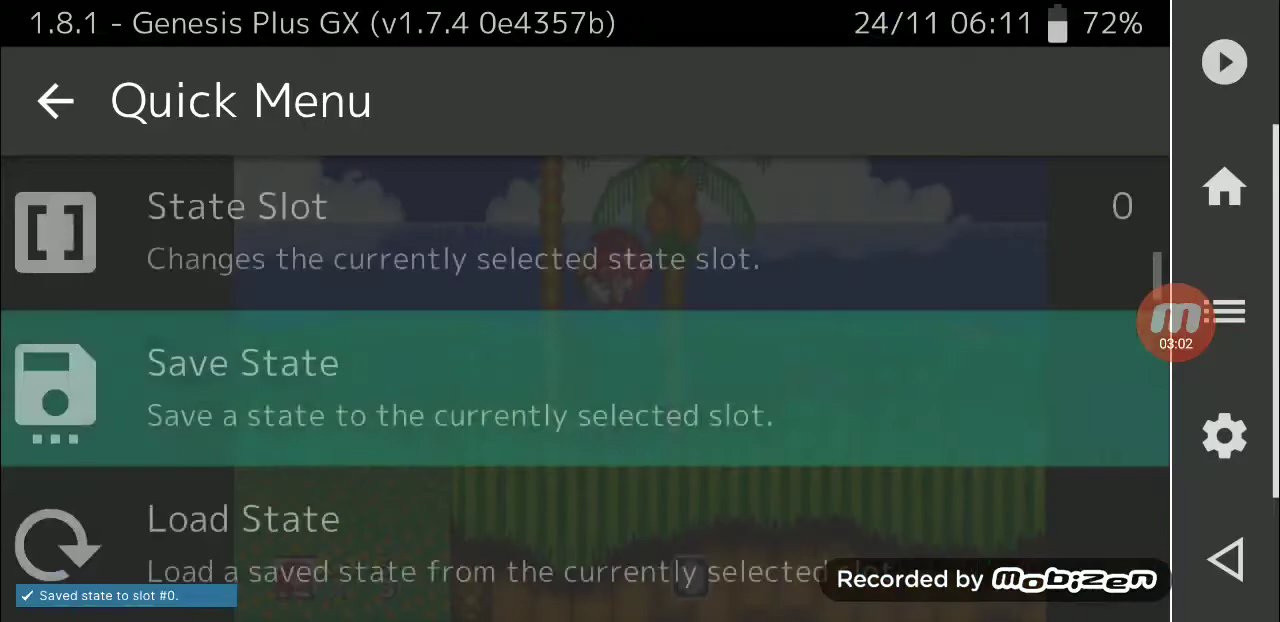 1.8.1 - Genesis Plus GX (v1.7.4 0e4357b)
24/11 06:11 72%
Quick Menu
State Slot
0
Changes the currently selected state slot.
Save State
Save a state to the currently selected slot.
m
03:02
Load State
Load a saved state from the currently selected slot.
Saved state to slot #0.
Recorded by mobizen